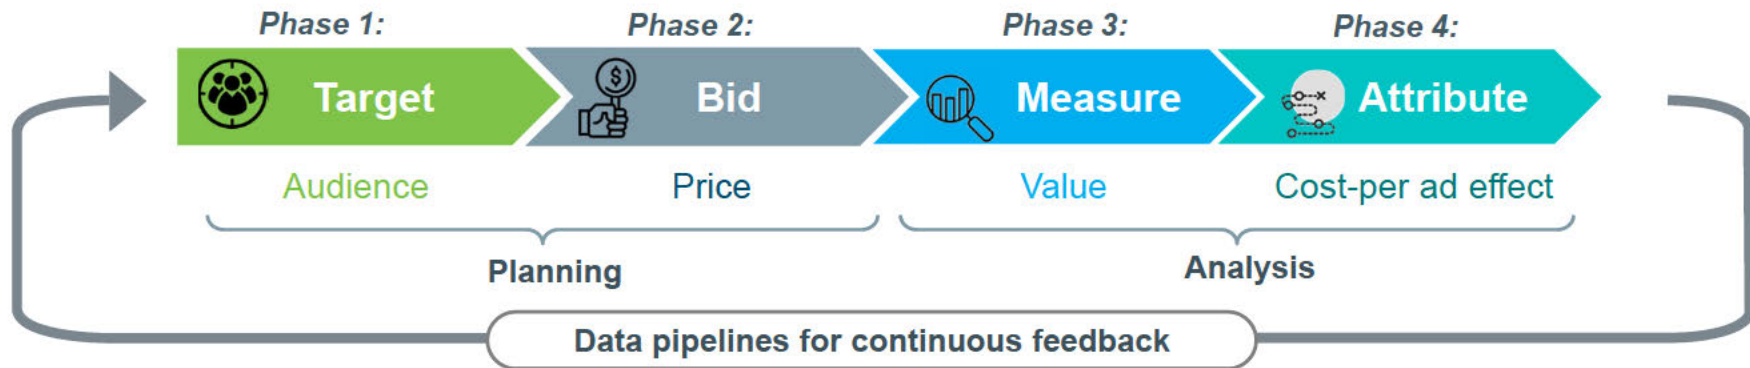 Phase 1:
Phase 2:
Phase 3:
Phase 4:
Target
Bid
$
Measure
Attribute
Audience
Price
Value
Cost-per ad effect
Planning
Analysis
Data pipelines for continuous feedback